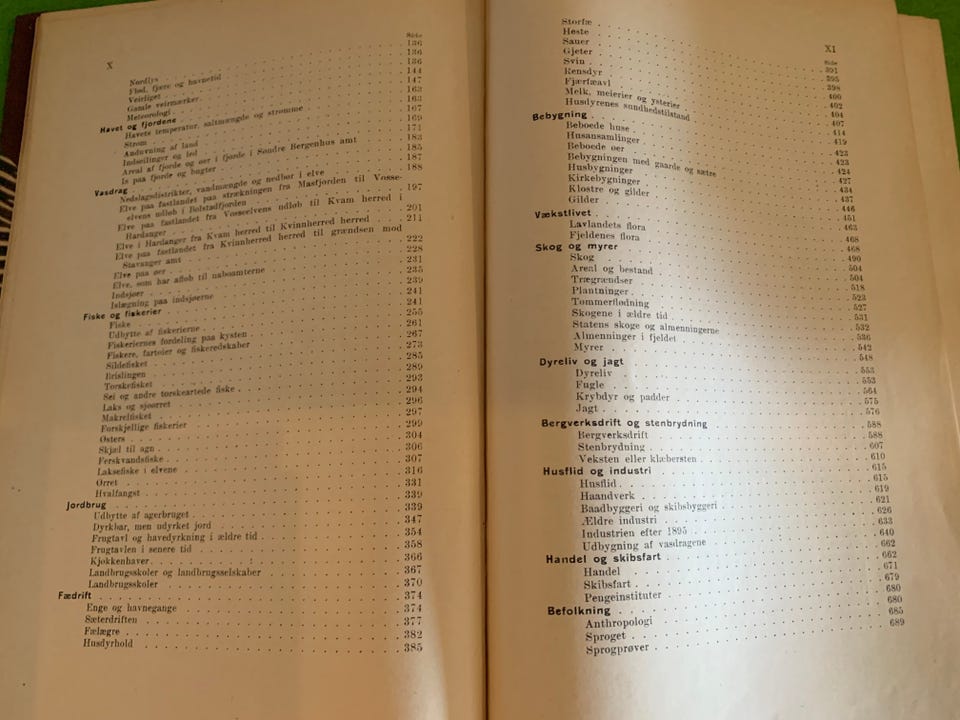 X
Side
Nordlys 136
Flod, fjære og havnetid 136
Veirliget 136
Gamle veirmærker 144
Meteorologi 147
Havet og fjordene 163
Havets temperatur, saltmængde og strømme 163
Strøm 167
Anduvning af land 169
Indseilinger og led 171
Areal af fjorde og øer i fjorde i Søndre Bergenhus amt 183
Is paa fjorde og bugter 185
Vasdrag 187
Nedslagsdistrikter, vandmængde og nedbør i elve 188
Elve paa fastlandet paa strækningen fra Masfjorden til Vosse-
elvens udløb i Bolstadfjorden 197
Elve paa fastlandet fra Vosseelvens udløb til Kvam herred i
Hardanger 201
Elve i Hardanger fra Kvam herred til Kvinnherred herred 211
Elve paa fastlandet fra Kvinnherred herred til grændsen mod
Stavanger amt 222
Elve paa øer 228
Elve, som har afløb til naboamterne 231
Indsjøer 235
Islægning paa indsjøerne 239
Fiske og fiskerier 241
Fiske 241
Udbytte af fiskerierne 255
Fiskeriernes fordeling paa kysten 261
Fiskere, fartøier og fiskeredskaber 267
Sildefisket 273
Brislingen 285
Torskefisket 289
Sei og andre torskeartede fiske 293
Laks og sjøørret 294
Makrelfisket 296
Forskjellige fiskerier 297
Østers 299
Skjæl til agn 304
Ferskvandsfiske 306
Laksefiske i elvene 307
Ørret 316
Hvalfangst 331
Jordbrug 339
Udbytte af agerbruget 339
Dyrkbar, men udyrket jord 347
Frugtavl og havedyrkning i ældre tid 354
Frugtavlen i senere tid 358
Kjøkkenhaver 366
Landbrugsskoler og landbrugsselskaber 367
Landbrugsskoler 370
Fædrift 374
Enge og havnegange 374
Sæterdriften 377
Fælægre 382
Husdyrhold 385
XI
Side
Storfæ 391
Heste 395
Sauer 398
Gjeter 400
Svin 402
Rensdyr 404
Fjærfæavl 407
Melk, meierier og ysterier 414
Husdyrenes sundhedstilstand 419
Bebygning 423
Beboede huse 423
Husansamlinger 424
Beboede øer 427
Bebygningen med gaarde og sætre 434
Husbygninger 437
Kirkebygninger 446
Klostre og gilder 451
Gilder 463
Vækstlivet 468
Lavlandets flora 468
Fjeldenes flora 490
Skog og myrer 504
Skog 504
Areal og bestand 518
Trægrændser 523
Plantninger 527
Tømmerflødning 531
Skogene i ældre tid 532
Statens skoge og almenningerne 536
Almenninger i fjeldet 542
Myrer 548
Dyreliv og jagt 553
Dyreliv 553
Fugle 564
Krybdyr og padder 575
Jagt 576
Bergverksdrift og stenbrydning 588
Bergverksdrift 588
Stenbrydning 607
Veksten eller klæbersten 610
Husflid og industri 615
Husflid 615
Haandverk 619
Baadbyggeri og skibsbyggeri 621
Ældre industri 626
Industrien efter 1895 633
Udbygning af vasdragene 640
Handel og skibsfart 662
Handel 662
Skibsfart 671
Pengeinstituter 679
Befolkning 680
Anthropologi 680
Sproget 685
Sprogprøver 689